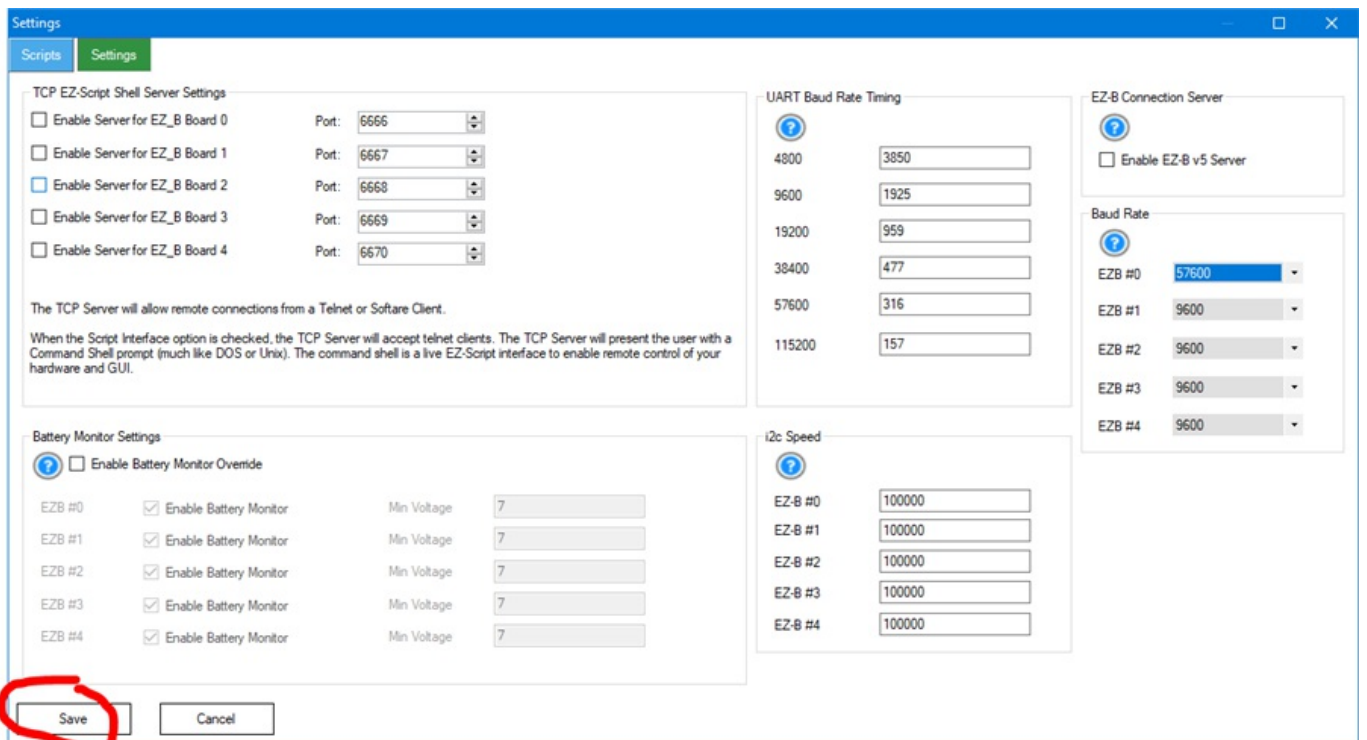 Settings
Scripts Settings
TCP EZ-Script Shell Server Settings
Enable Server for EZ_B Board 0 Port: 6666
Enable Server for EZ_B Board 1 Port: 6667
Enable Server for EZ_B Board 2 Port: 6668
Enable Server for EZ_B Board 3 Port: 6669
Enable Server for EZ_B Board 4 Port: 6670
The TCP Server will allow remote connections from a Telnet or Softare Client.
When the Script Interface option is checked, the TCP Server will accept telnet clients. The TCP Server will present the user with a
Command Shell prompt (much like DOS or Unix). The command shell is a live EZ-Script interface to enable remote control of your
hardware and GUI.
UART Baud Rate Timing
?
4800 3850
9600 1925
19200 959
38400 477
57600 316
115200 157
EZ-B Connection Server
?
Enable EZ-B v5 Server
Baud Rate
?
EZB #0 57600
EZB #1 9600
EZB #2 9600
EZB #3 9600
EZB #4 9600
Battery Monitor Settings
? Enable Battery Monitor Override
EZB #0 Enable Battery Monitor Min Voltage 7
EZB #1 Enable Battery Monitor Min Voltage 7
EZB #2 Enable Battery Monitor Min Voltage 7
EZB #3 Enable Battery Monitor Min Voltage 7
EZB #4 Enable Battery Monitor Min Voltage 7
i2c Speed
?
EZ-B #0 100000
EZ-B #1 100000
EZ-B #2 100000
EZ-B #3 100000
EZ-B #4 100000
Save Cancel